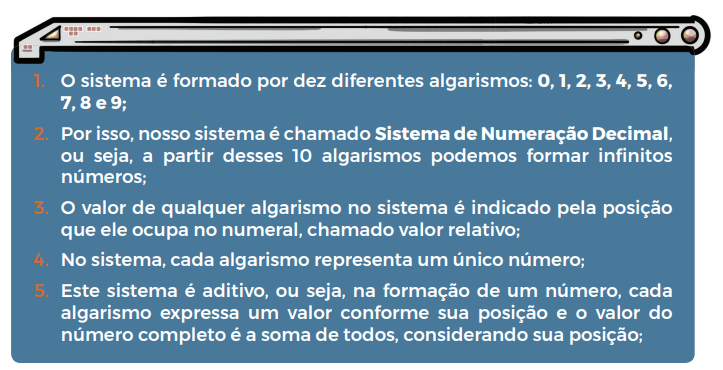 1. O sistema é formado por dez diferentes algarismos: 0, 1, 2, 3, 4, 5, 6,
7, 8 e 9;
2. Por isso, nosso sistema é chamado Sistema de Numeração Decimal,
ou seja, a partir desses 10 algarismos podemos formar infinitos
números;
3. O valor de qualquer algarismo no sistema é indicado pela posição
que ele ocupa no numeral, chamado valor relativo;
4. No sistema, cada algarismo representa um único número;
5. Este sistema é aditivo, ou seja, na formação de um número, cada
algarismo expressa um valor conforme sua posição e o valor do
número completo é a soma de todos, considerando sua posição;